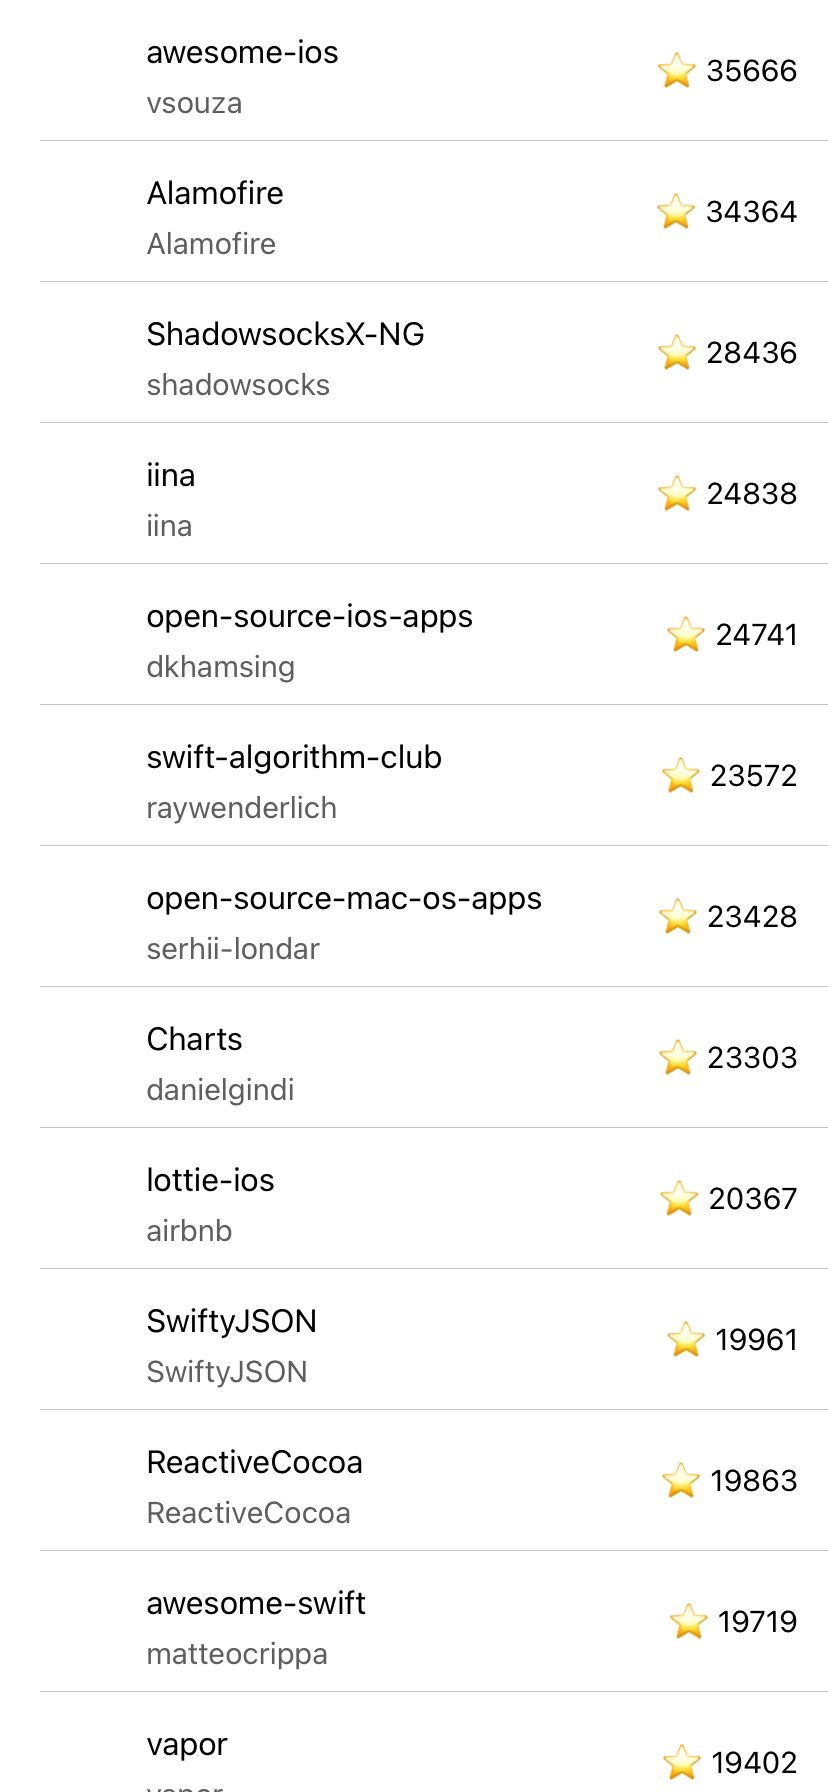 awesome-ios
⭐ 35666
vsouza
Alamofire
⭐ 34364
Alamofire
ShadowsocksX-NG
⭐ 28436
shadowsocks
iina
⭐ 24838
iina
open-source-ios-apps
⭐ 24741
dkhamsing
swift-algorithm-club
⭐ 23572
raywenderlich
open-source-mac-os-apps
⭐ 23428
serhii-londar
Charts
⭐ 23303
danielgindi
lottie-ios
⭐ 20367
airbnb
SwiftyJSON
⭐ 19961
SwiftyJSON
ReactiveCocoa
⭐ 19863
ReactiveCocoa
awesome-swift
⭐ 19719
matteocrippa
vapor
⭐ 19402